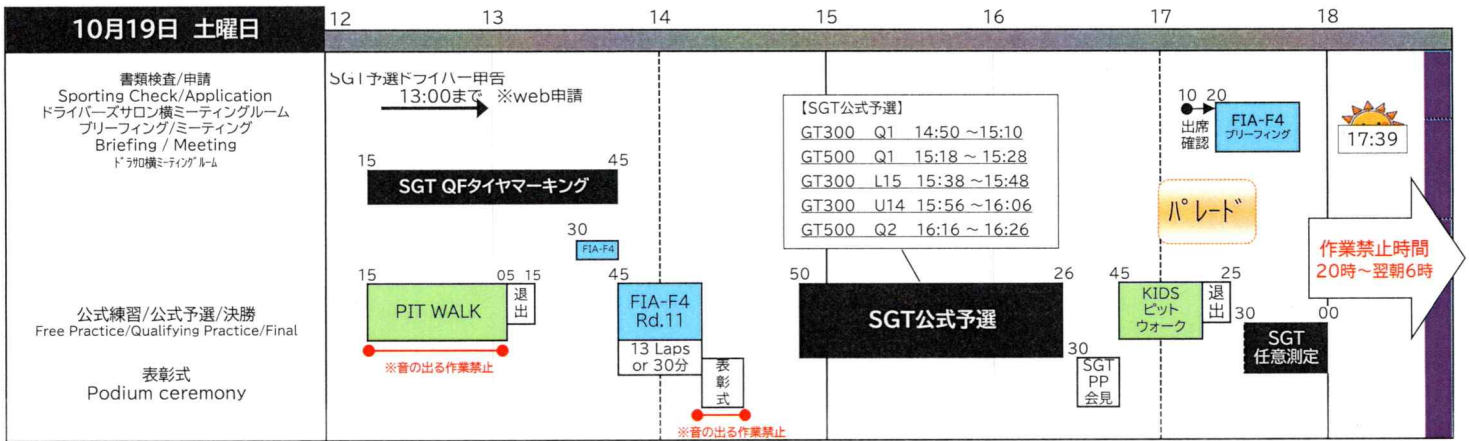 10月19日 土曜日
12 13 14 15 16 17 18
書類検査/申請
Sporting Check/Application
ドライバーズサロン横ミーティングルーム
ブリーフィング/ミーティング
Briefing / Meeting
ドラサロ横ミーティングルーム
SGT予選ドライバー申告
13:00まで ※web申請
15 45
SGT QFタイヤマーキング
30
FIA-F4
【SGT公式予選】
GT300 Q1 14:50 ~15:10
GT500 Q1 15:18 ~15:28
GT300 L15 15:38 ~15:48
GT300 U14 15:56 ~16:06
GT500 Q2 16:16 ~ 16:26
10 20
出席
確認
FIA-F4
ブリーフィング
17:39
パレード
作業禁止時間
20時~翌朝6時
公式練習/公式予選/決勝
Free Practice/Qualifying Practice/Final
15 05 15
PIT WALK
退出
※音の出る作業禁止
45
FIA-F4
Rd.11
13 Laps
or 30分
50 26
SGT公式予選
45 25
KIDS
ピット
ウォーク
退出
30 00
SGT
任意測定
表彰式
Podium ceremony
表彰式
※音の出る作業禁止
30
SGT
PP
会見